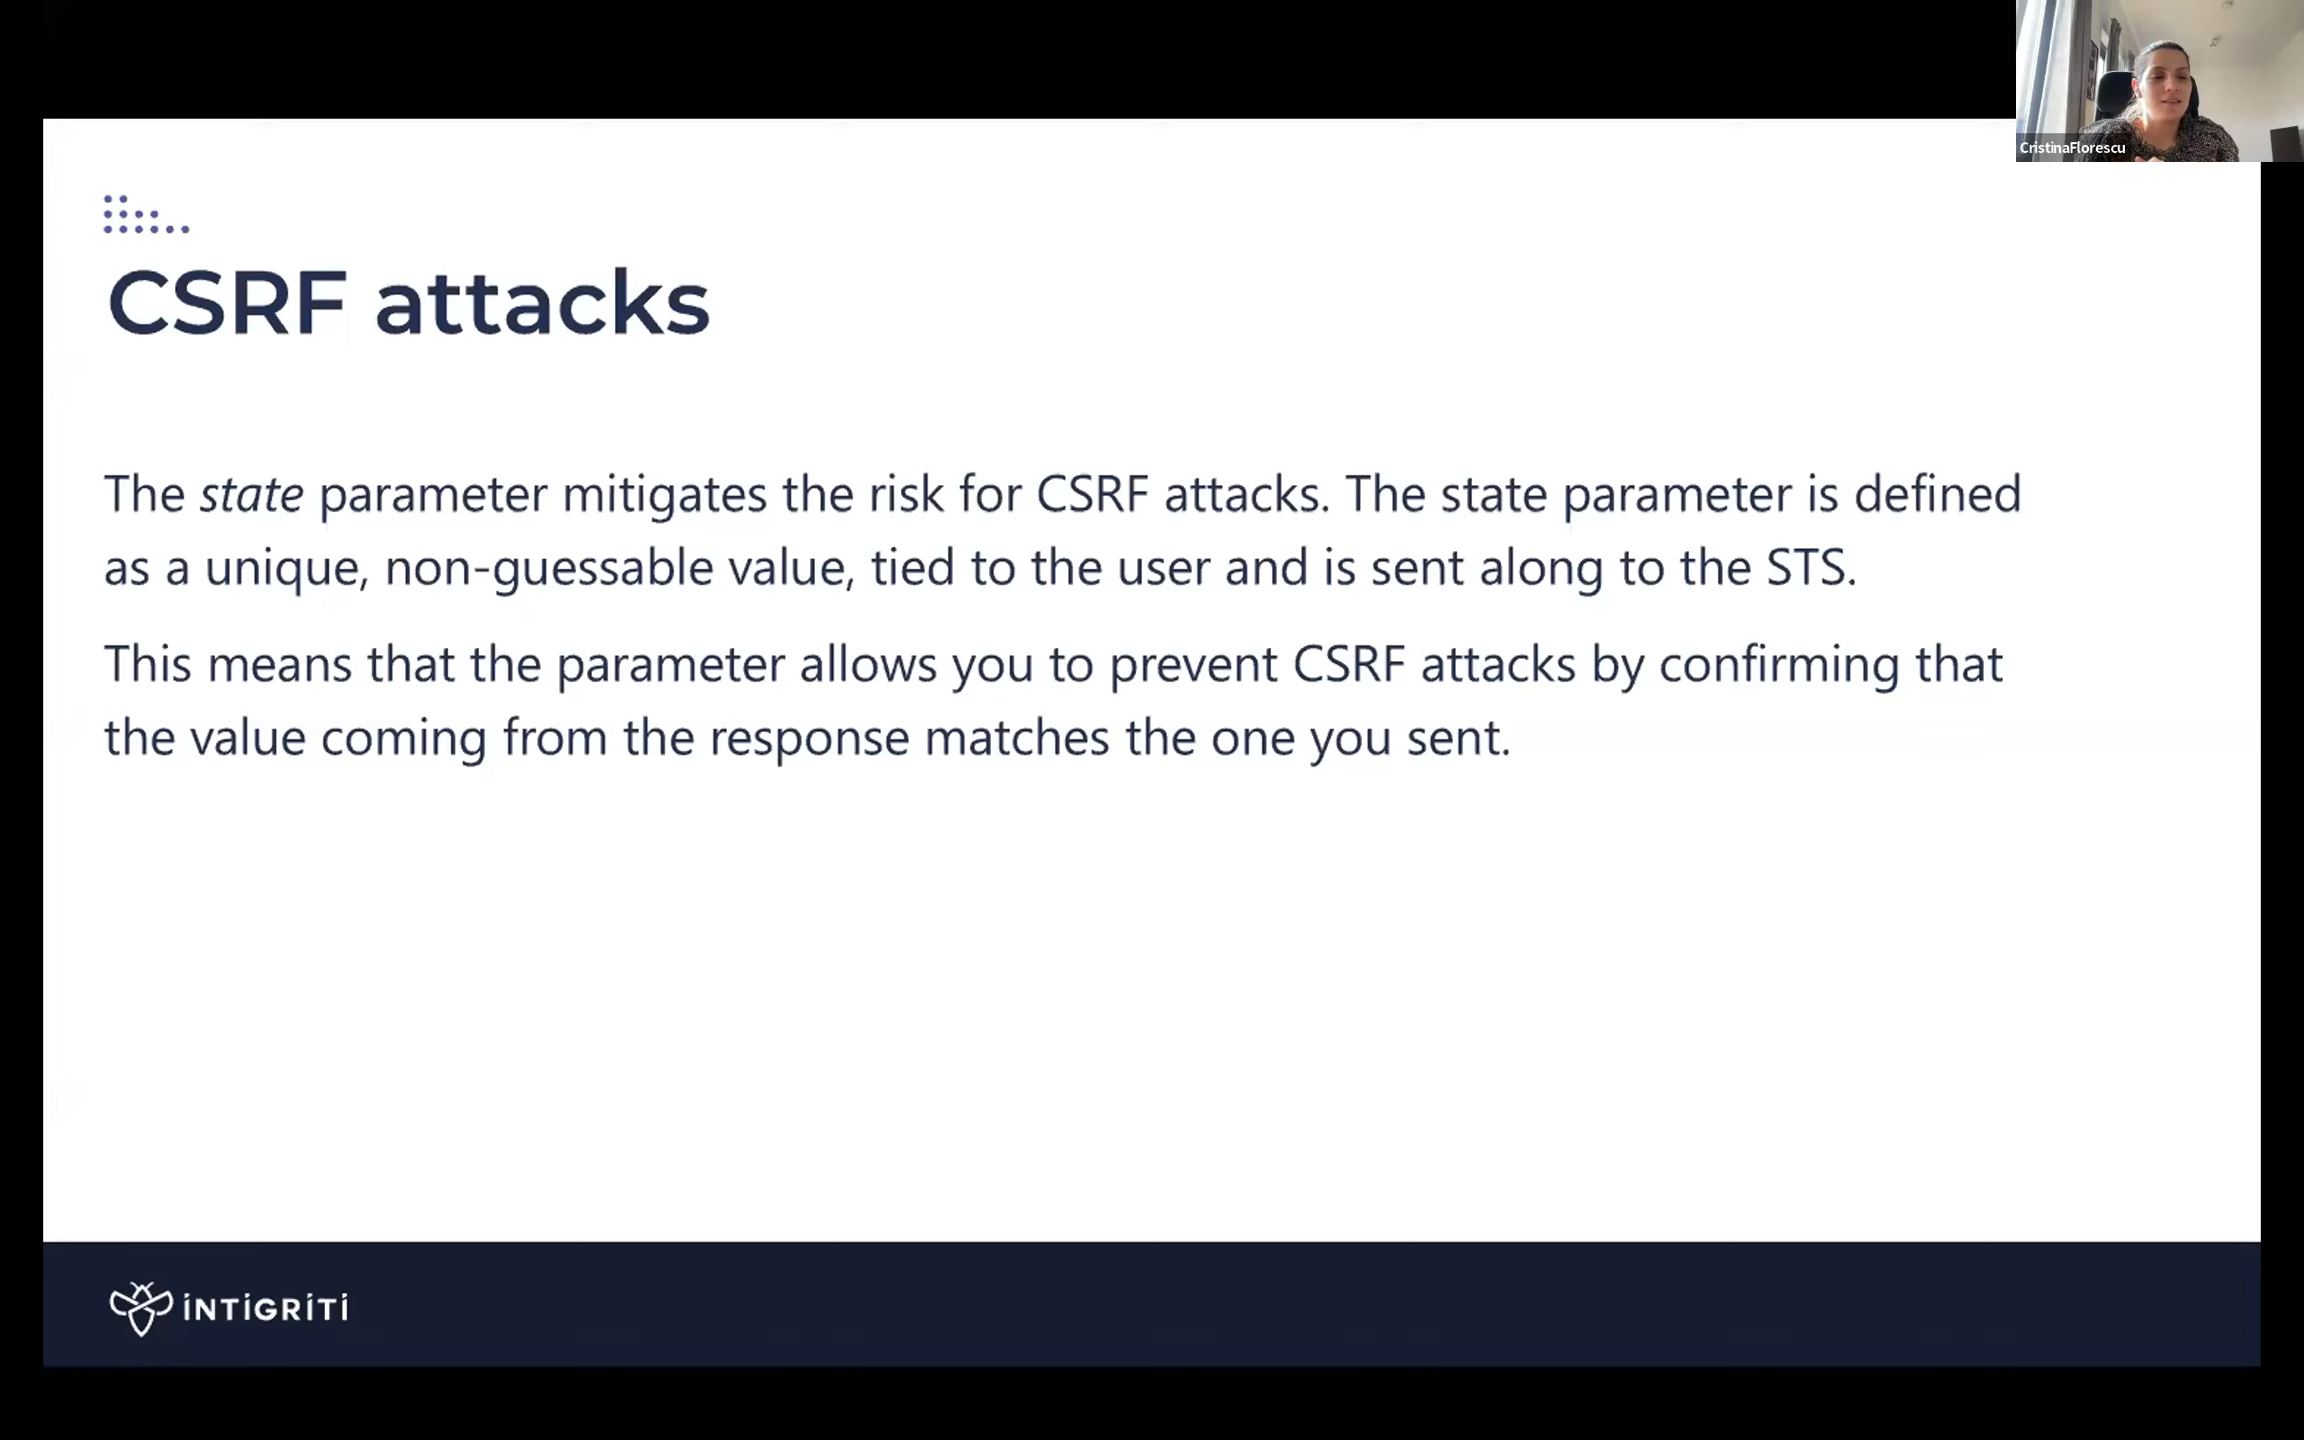 CristinaFlorescu
CSRF attacks
The state parameter mitigates the risk for CSRF attacks. The state parameter is defined
as a unique, non-guessable value, tied to the user and is sent along to the STS.
This means that the parameter allows you to prevent CSRF attacks by confirming that
the value coming from the response matches the one you sent.
INTIGRITI